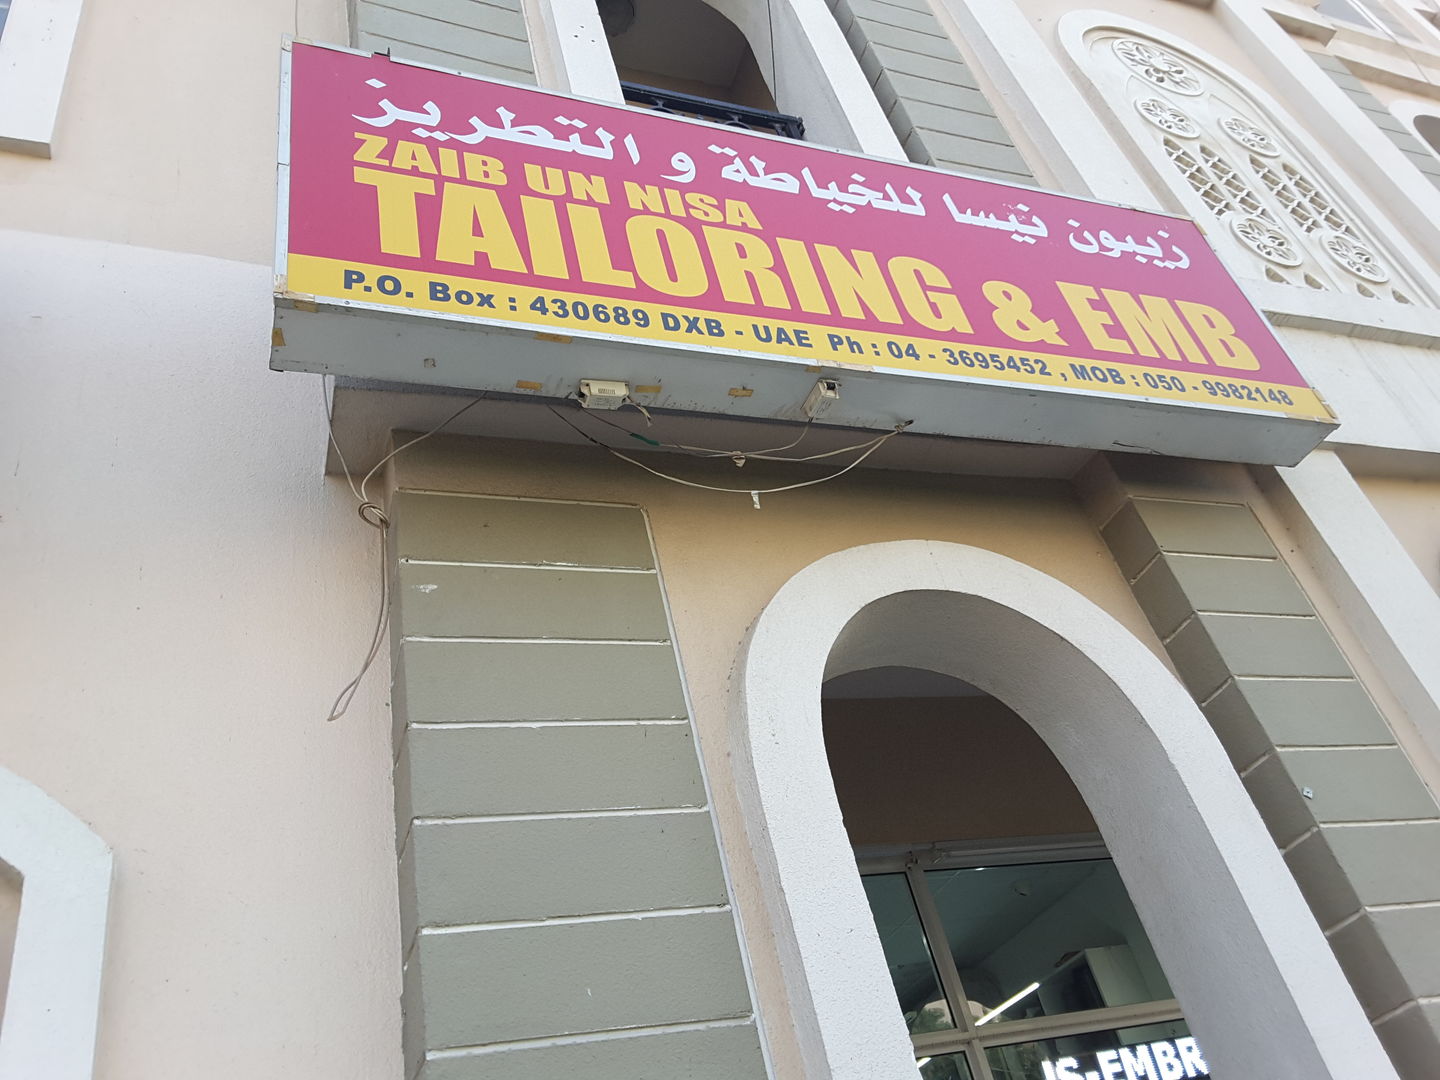 زيبون نيسا للخياطة و التطريز
ZAIB UN NISA
TAILORING & EMB
P.O. Box : 430689 DXB - UAE Ph : 04 - 3695452 , MOB : 050 - 9982148